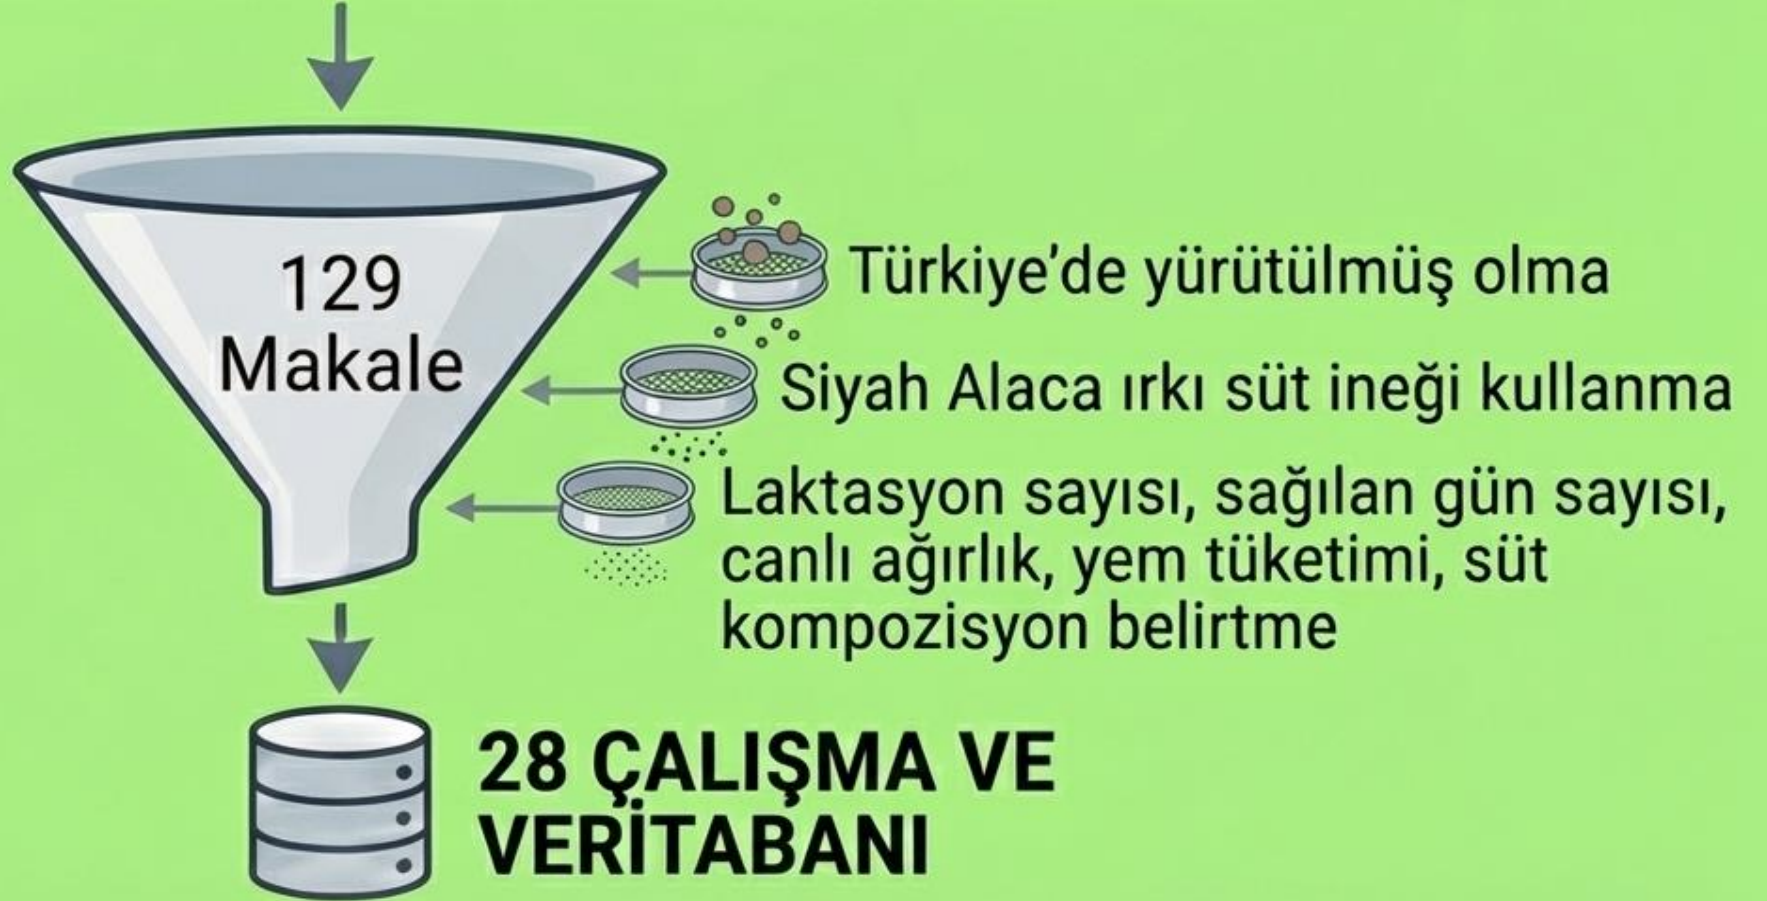 129
Makale
Türkiye'de yürütülmüş olma
Siyah Alaca ırkı süt ineği kullanma
Laktasyon sayısı, sağılan gün sayısı,
canlı ağırlık, yem tüketimi, süt
kompozisyon belirtme
28 ÇALIŞMA VE
VERİTABANI